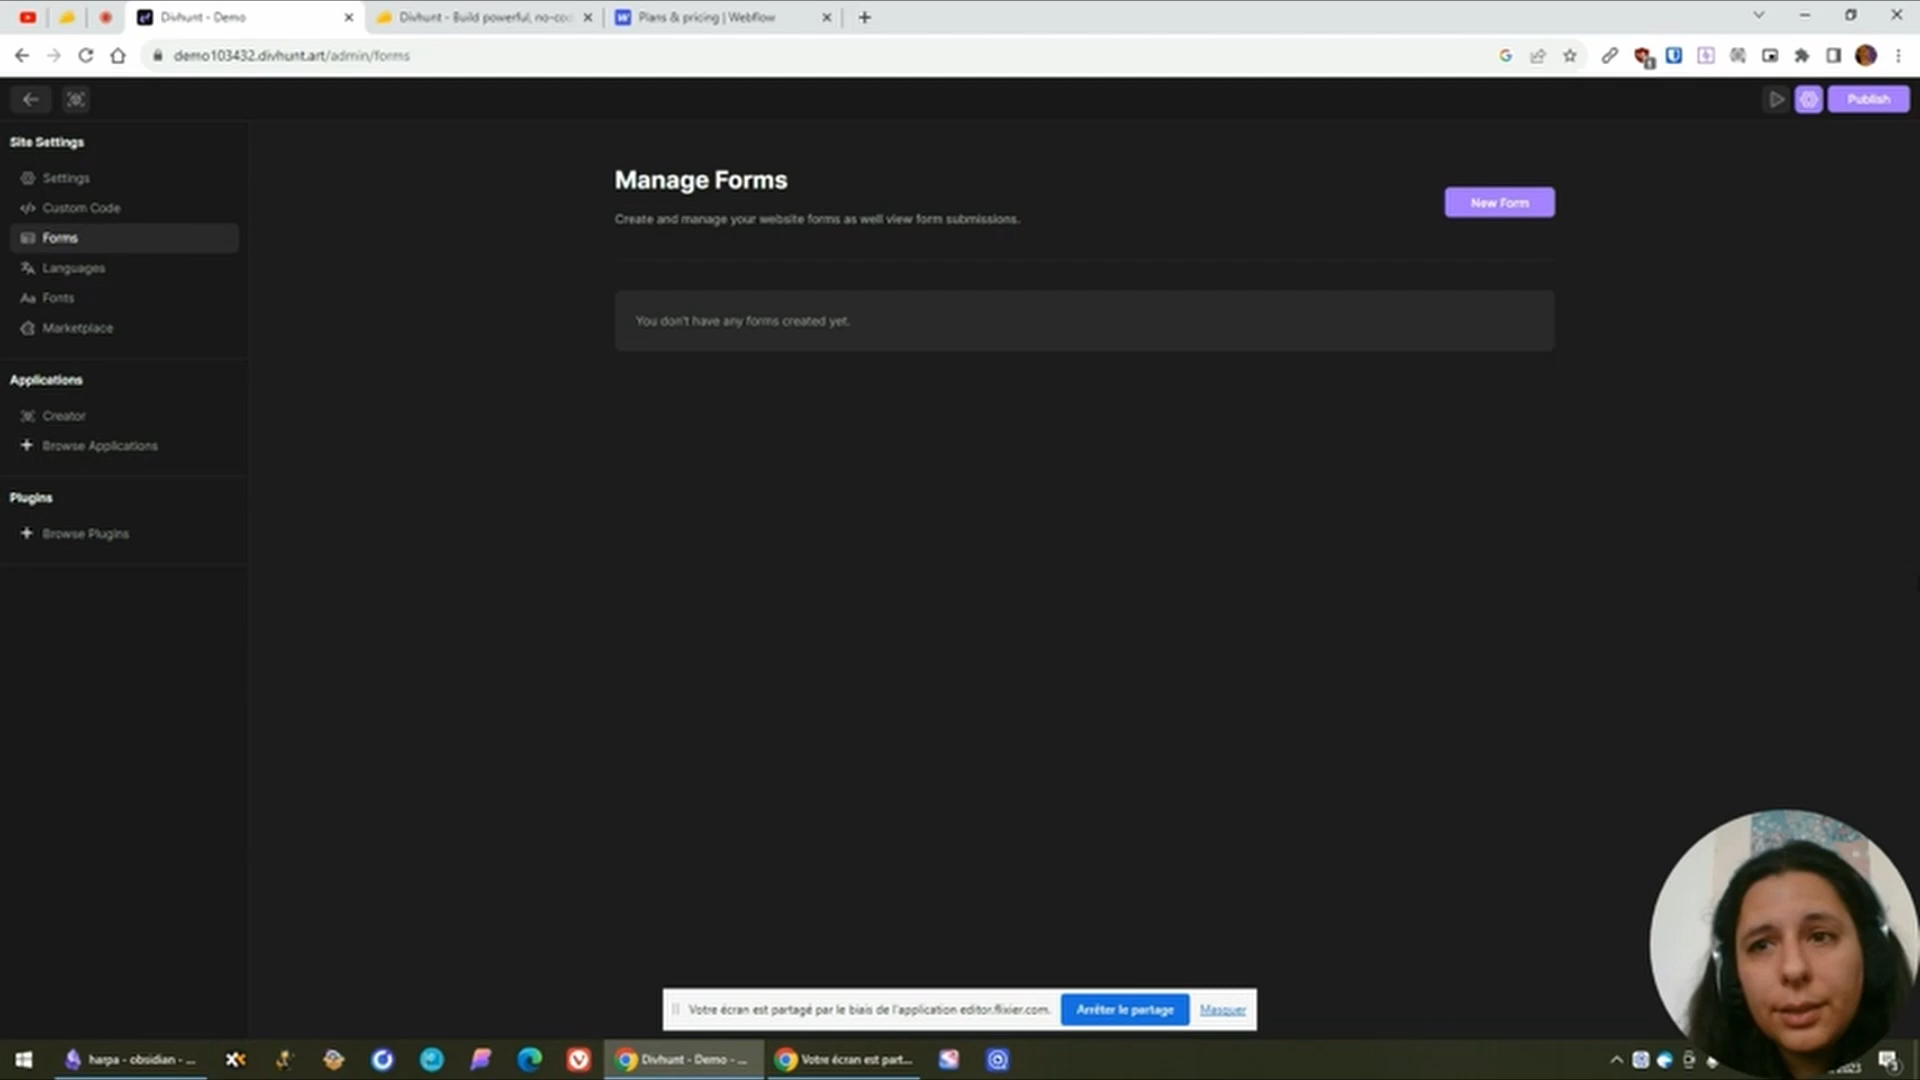 Divhunt - Demo
Divhunt - Build powerful, no-co
Plans & pricing | Webflow
demo103432.divhunt.art/admin/forms
Publish
Site Settings
Settings
Custom Code
Forms
Languages
Fonts
Marketplace
Applications
Creator
Browse Applications
Plugins
Browse Plugins
Manage Forms
Create and manage your website forms as well view form submissions.
New Form
You don't have any forms created yet.
Votre écran est partagé par le biais de l'application editor.flixier.com.
Arrêter le partage
Masquer
harpa - obsidian - ...
Divhunt - Demo - ...
Votre écran est part...